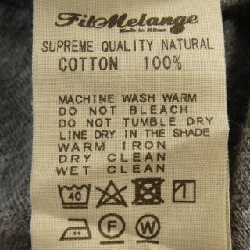 FilMelange
SUPREME QUALITY NATURAL
COTTON 100%
MACHINE WASH WARM
DO NOT BLEACH
DO NOT TUMBLE DRY
LINE DRY IN THE SHADE
WARM IRON
DRY CLEAN
WET CLEAN
40
F W